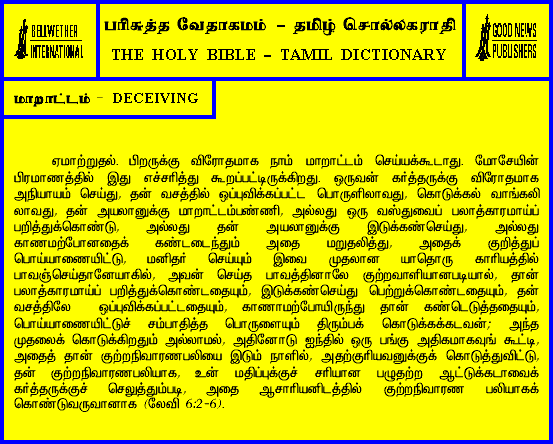 BELLWETHER
INTERNATIONAL
பரிசுத்த வேதாகமம் - தமிழ் சொல்லகராதி
THE HOLY BIBLE - TAMIL DICTIONARY
GOOD NEWS
PUBLISHERS
மாறாட்டம் - DECEIVING
ஏமாற்றுதல். பிறருக்கு விரோதமாக நாம் மாறாட்டம் செய்யக்கூடாது. மோசேயின்
பிரமாணத்தில் இது எச்சரித்து கூறப்பட்டிருக்கிறது. ஒருவன் கர்த்தருக்கு விரோதமாக
அநியாயம் செய்து, தன் வசத்தில் ஒப்புவிக்கப்பட்ட பொருளிலாவது, கொடுக்கல் வாங்கலி
லாவது, தன் அயலானுக்கு மாறாட்டம்பண்ணி, அல்லது ஒரு வஸ்துவைப் பலாத்காரமாய்ப்
பறித்துக்கொண்டு, அல்லது தன் அயலானுக்கு இடுக்கண்செய்து, அல்லது
காணமற்போனதைக் கண்டடைந்தும் அதை மறுதலித்து, அதைக் குறித்துப்
பொய்யாணையிட்டு, மனிதர் செய்யும் இவை முதலான யாதொரு காரியத்தில்
பாவஞ்செய்தானேயாகில், அவன் செய்த பாவத்தினாலே குற்றவாளியானபடியால், தான்
பலாத்காரமாய்ப் பறித்துக்கொண்டதையும், இடுக்கண்செய்து பெற்றுக்கொண்டதையும், தன்
வசத்திலே ஒப்புவிக்கப்பட்டதையும், காணாமற்போயிருந்து தான் கண்டெடுத்ததையும்,
பொய்யாணையிட்டுச் சம்பாதித்த பொருளையும் திரும்பக் கொடுக்கக்கடவன்; அந்த
முதலைக் கொடுக்கிறதும் அல்லாமல், அதினோடு ஐந்தில் ஒரு பங்கு அதிகமாகவுங் கூட்டி,
அதைத் தான் குற்றநிவாரணபலியை இடும் நாளில், அதற்குரியவனுக்குக் கொடுத்துவிட்டு,
தன் குற்றநிவாரணபலியாக, உன் மதிப்புக்குச் சரியான பழுதற்ற ஆட்டுக்கடாவைக்
கர்த்தருக்குச் செலுத்தும்படி, அதை ஆசாரியனிடத்தில் குற்றநிவாரண பலியாகக்
கொண்டுவருவானாக (லேவி 6:2-6).